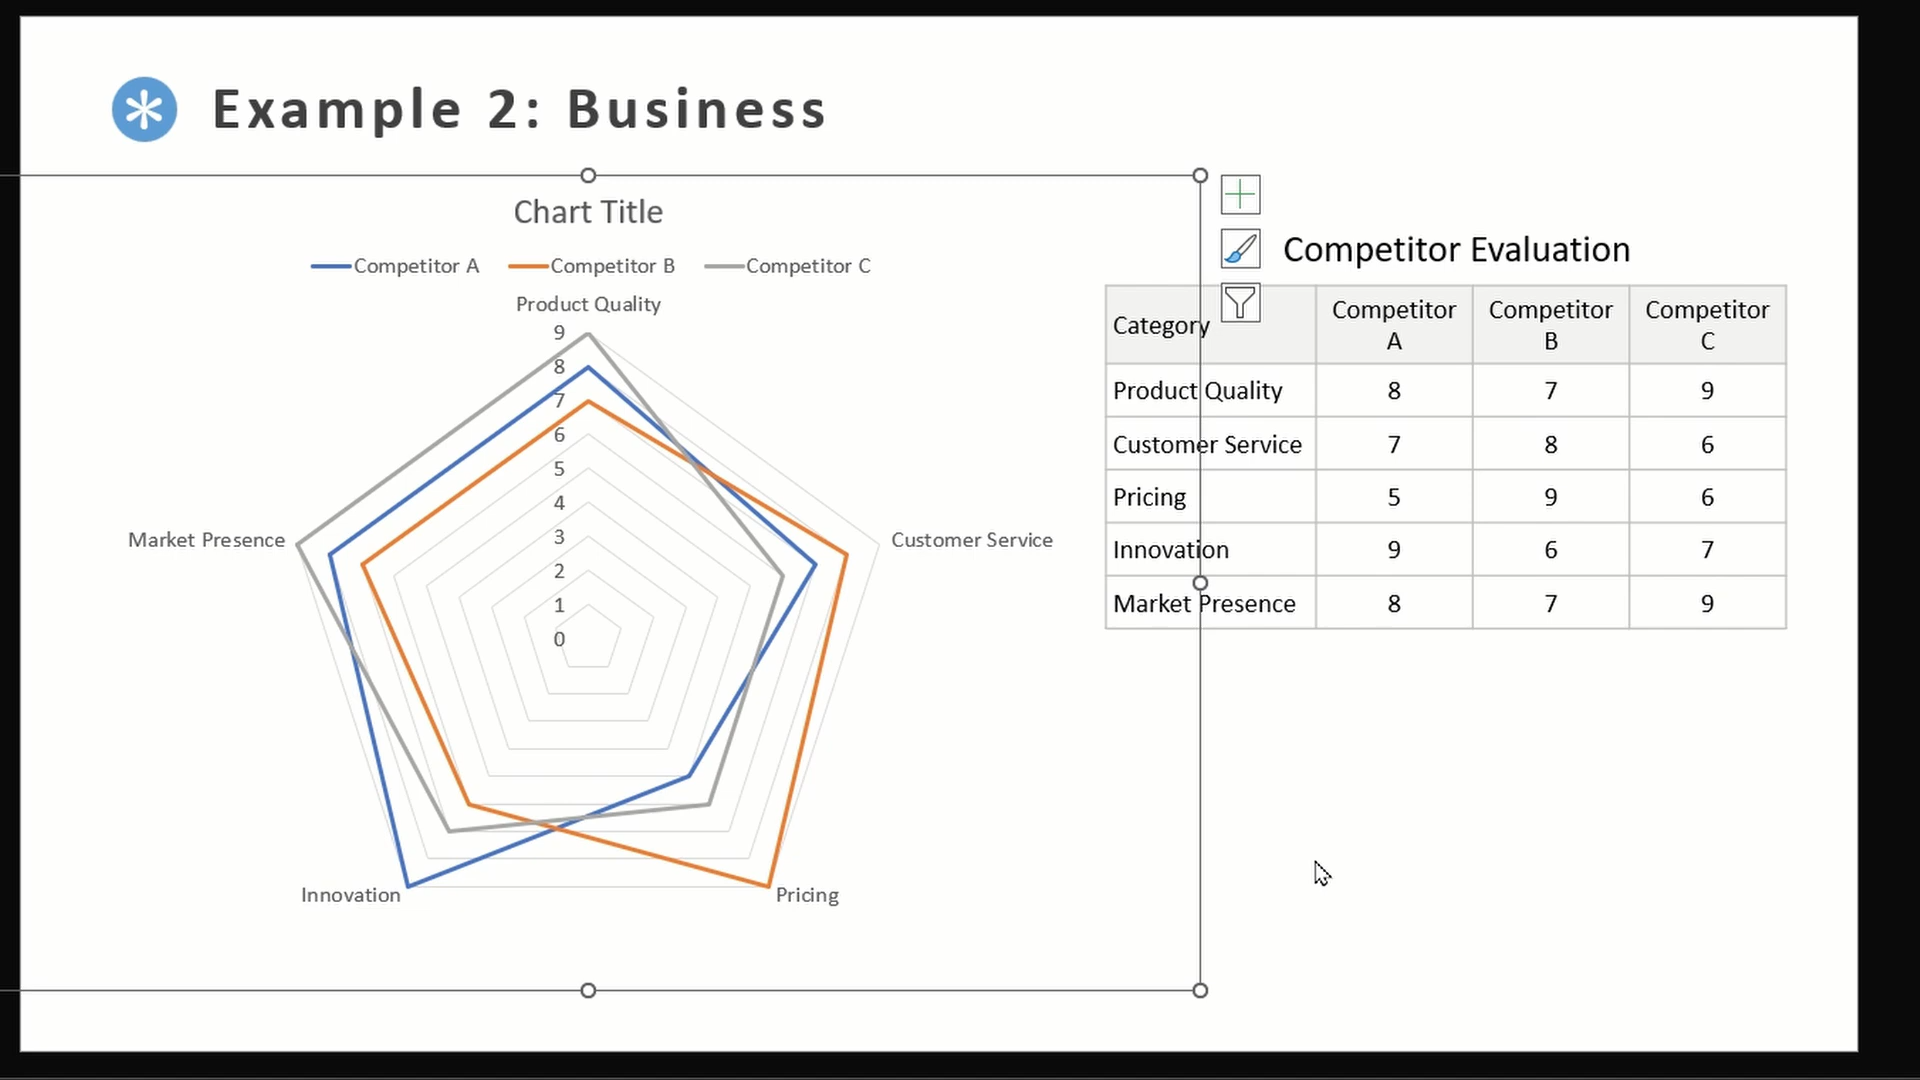 Example 2: Business
Chart Title
Competitor A Competitor B Competitor C
Product Quality
9
8
7
6
5
4
3
2
1
0
Market Presence
Customer Service
Innovation
Pricing
Competitor Evaluation
Category Competitor A Competitor B Competitor C
Product Quality 8 7 9
Customer Service 7 8 6
Pricing 5 9 6
Innovation 9 6 7
Market Presence 8 7 9